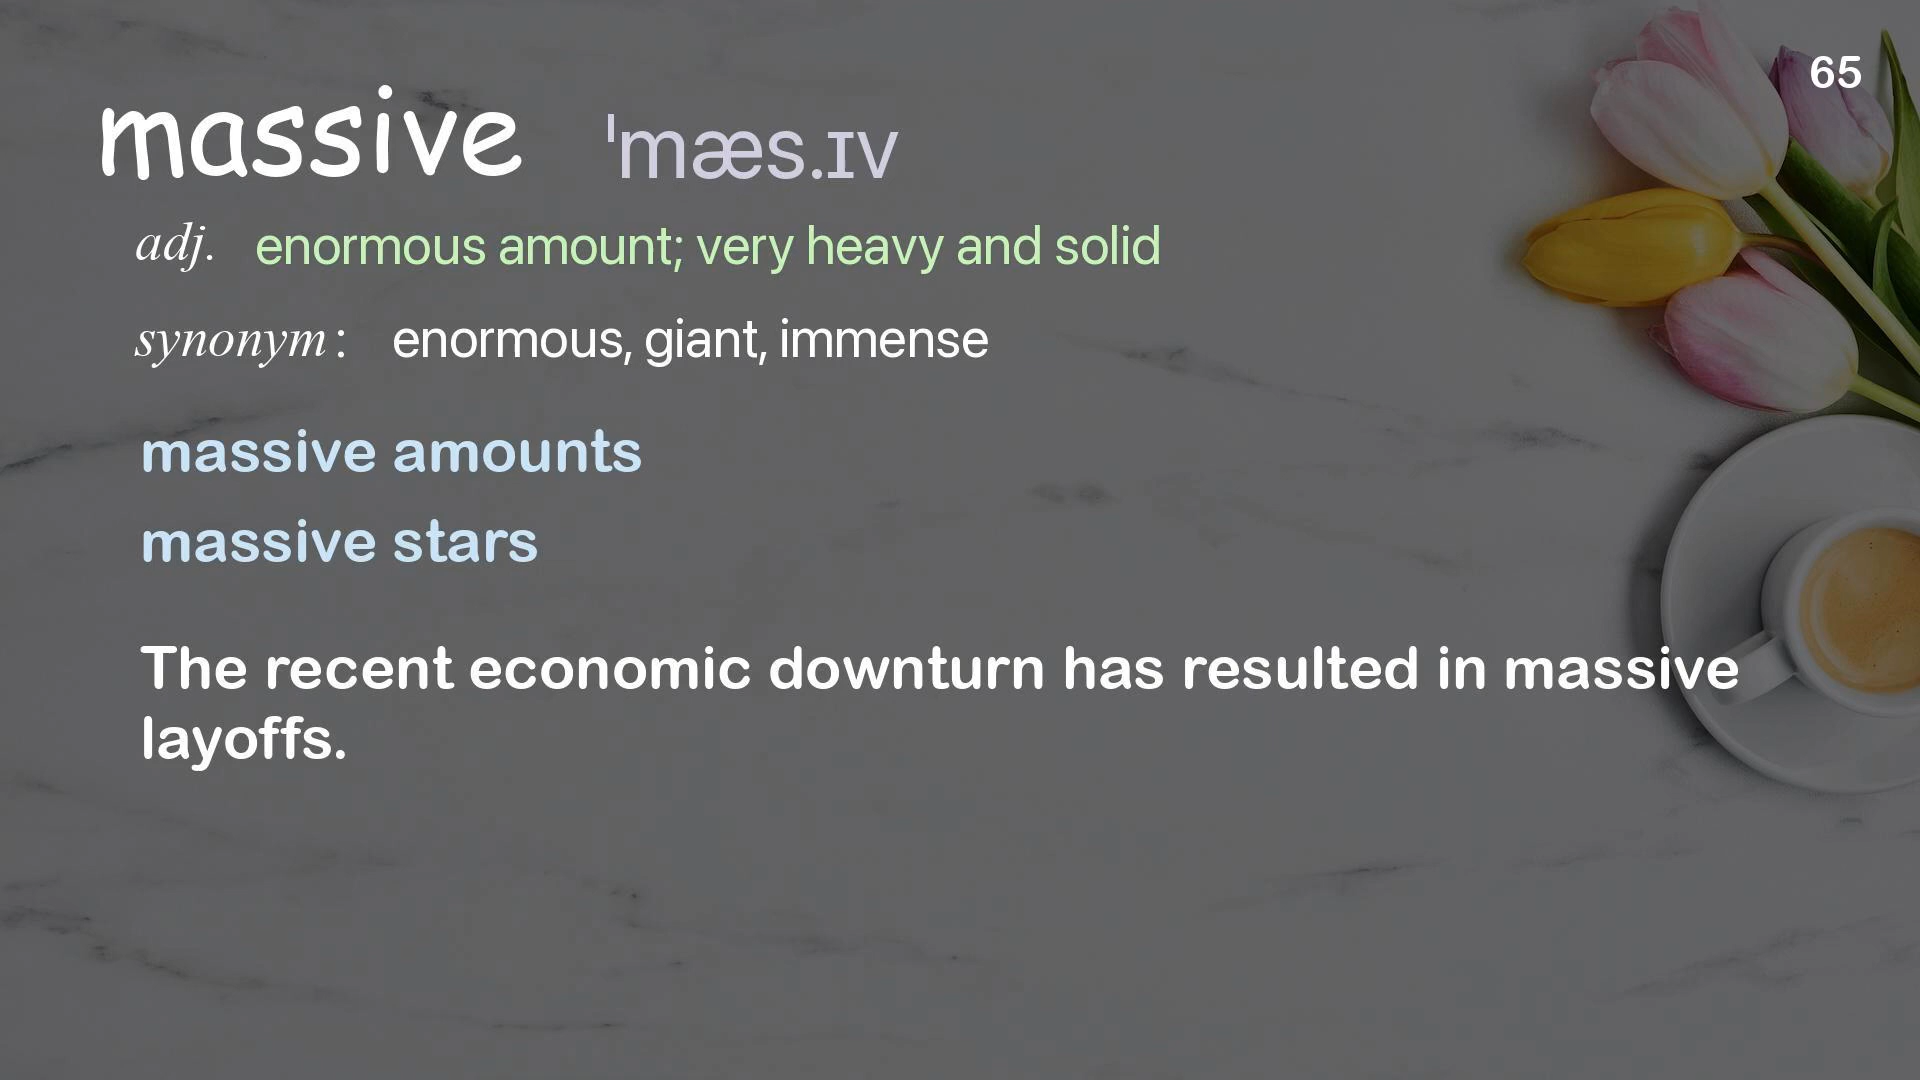 65
massive ˈmæs.ɪv
adj. enormous amount; very heavy and solid
synonym: enormous, giant, immense
massive amounts
massive stars
The recent economic downturn has resulted in massive
layoffs.